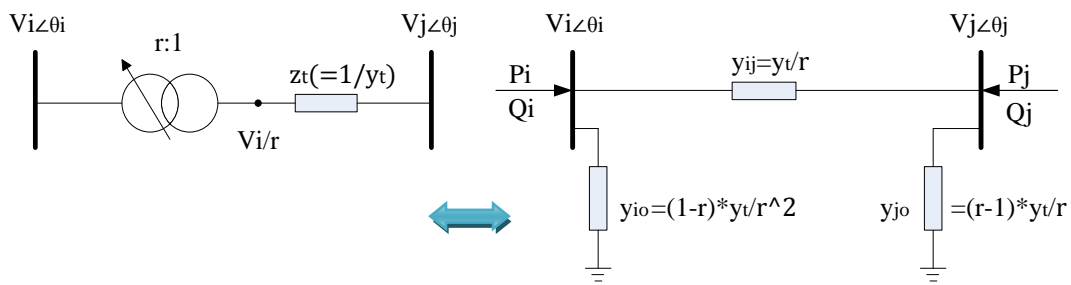 Vi∠θi
r:1
zt(=1/yt)
Vj∠θj
Vi/r
Vi∠θi
Vj∠θj
Pi
Qi
yij=yt/r
Pj
Qj
yio=(1-r)*yt/r^2
yjo =(r-1)*yt/r